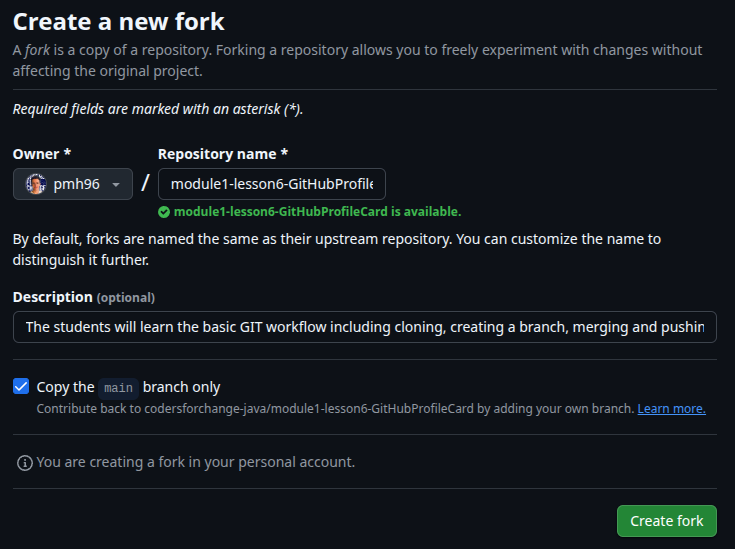 Create a new fork
A fork is a copy of a repository. Forking a repository allows you to freely experiment with changes without
affecting the original project.
Required fields are marked with an asterisk (*).
Owner * Repository name *
pmh96 / module1-lesson6-GitHubProfile
module1-lesson6-GitHubProfileCard is available.
By default, forks are named the same as their upstream repository. You can customize the name to
distinguish it further.
Description (optional)
The students will learn the basic GIT workflow including cloning, creating a branch, merging and pushin
Copy the main branch only
Contribute back to codersforchange-java/module1-lesson6-GitHubProfileCard by adding your own branch. Learn more.
You are creating a fork in your personal account.
Create fork